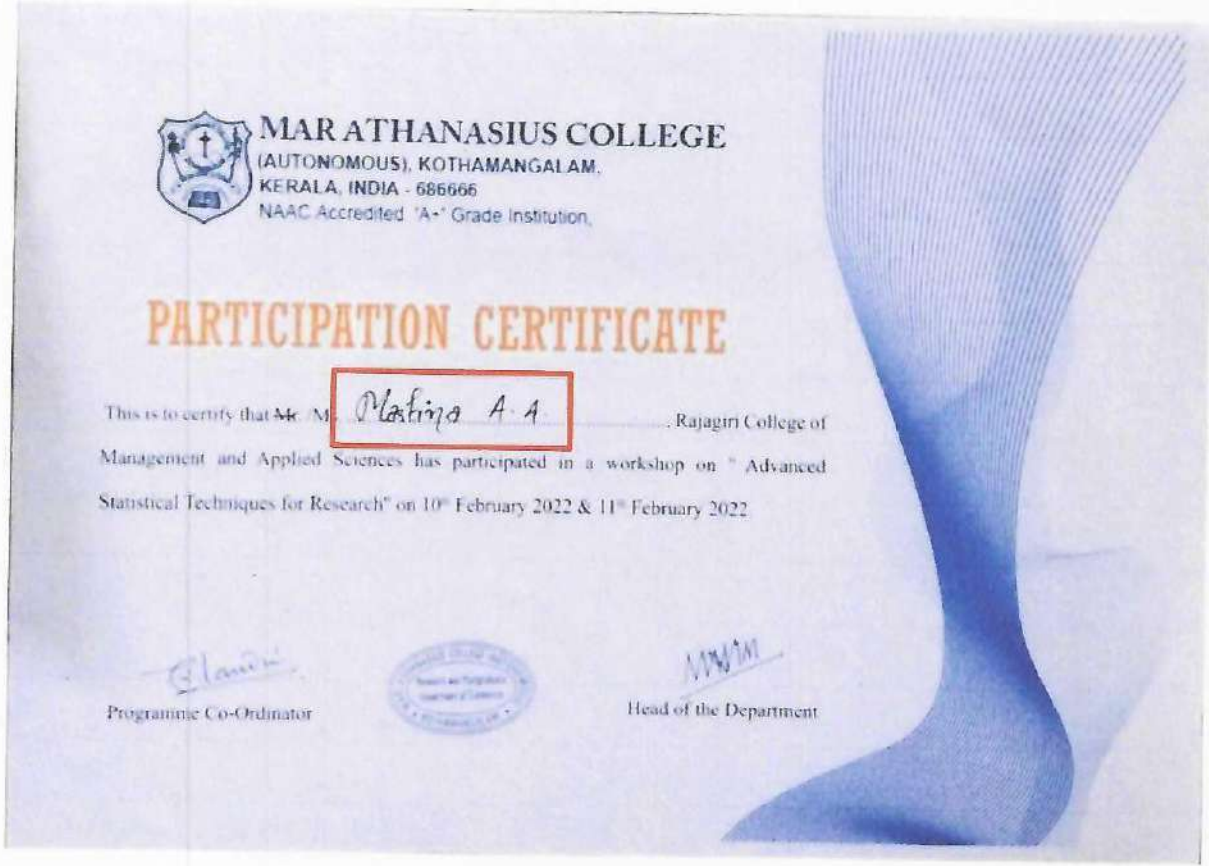 MAR ATHANASIUS COLLEGE
(AUTONOMOUS), KOTHAMANGALAM,
KERALA, INDIA - 686666
NAAC Accredited "A+" Grade Institution,
PARTICIPATION CERTIFICATE
This is to certify that Mr. /M A. A. , Rajagiri College of
Management and Applied Sciences has participated in a workshop on " Advanced
Statistical Techniques for Research" on 10th February 2022 & 11th February 2022
Programme Co-Ordinator
Head of the Department